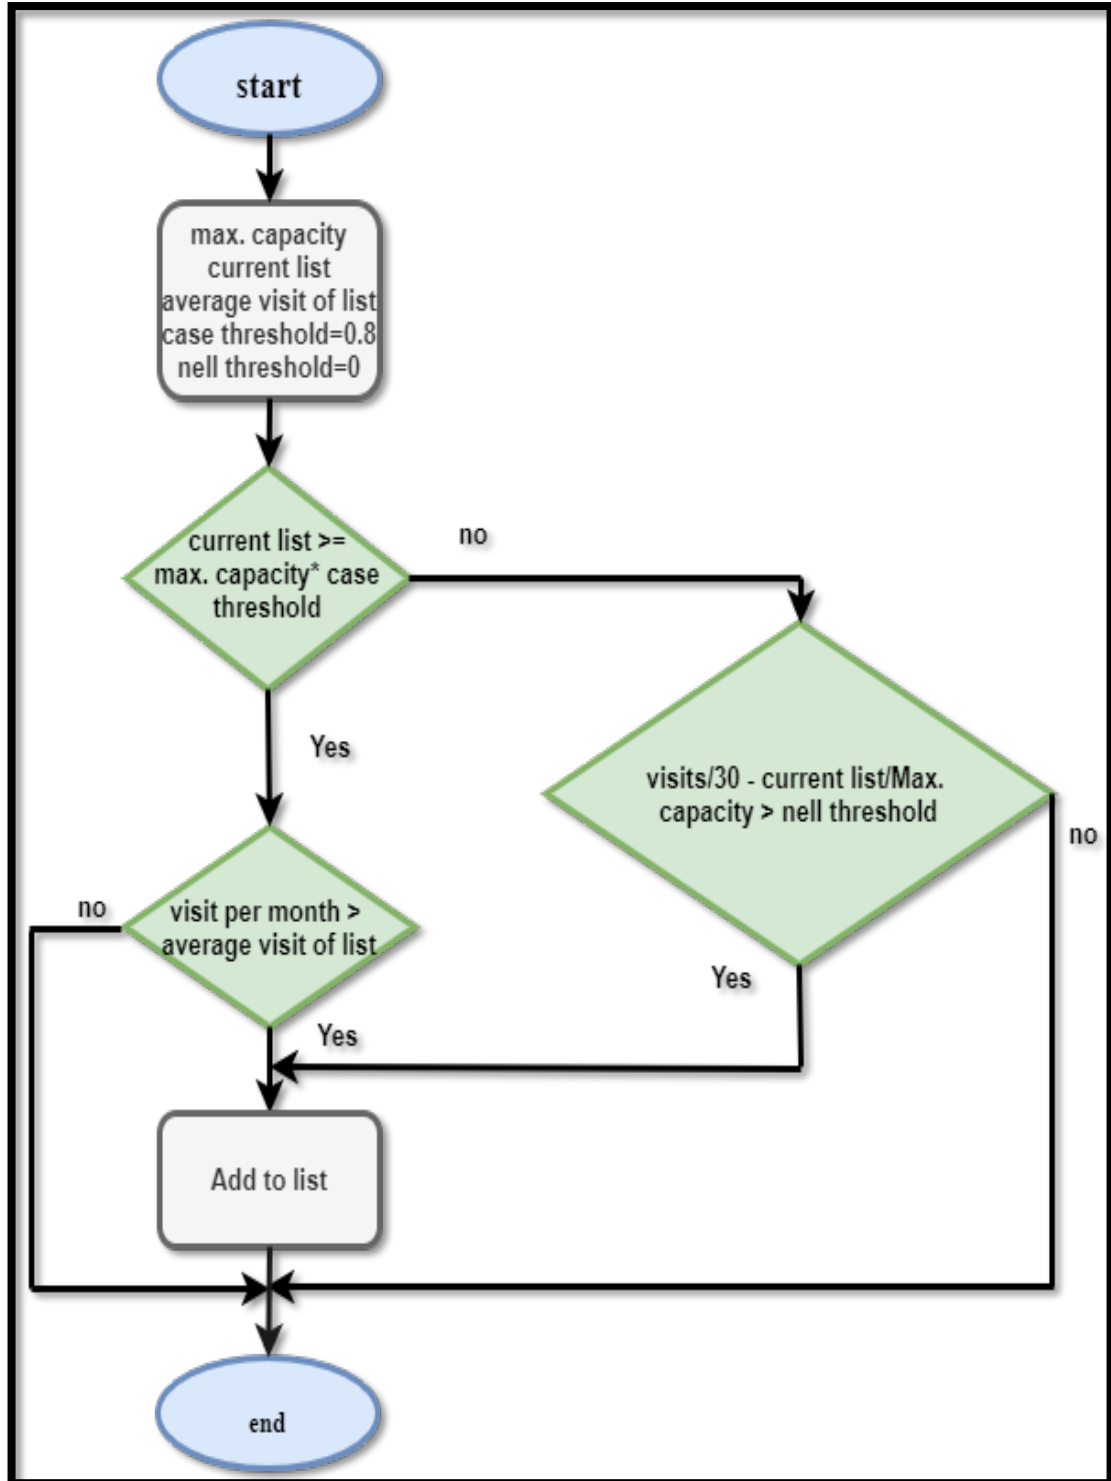 start
max. capacity
current list
average visit of list
case threshold=0.8
nell threshold=0
current list >=
max. capacity* case
threshold
no
Yes
visits/30 - current list/Max.
capacity > nell threshold
no
no
visit per month >
average visit of list
Yes
Yes
Add to list
end